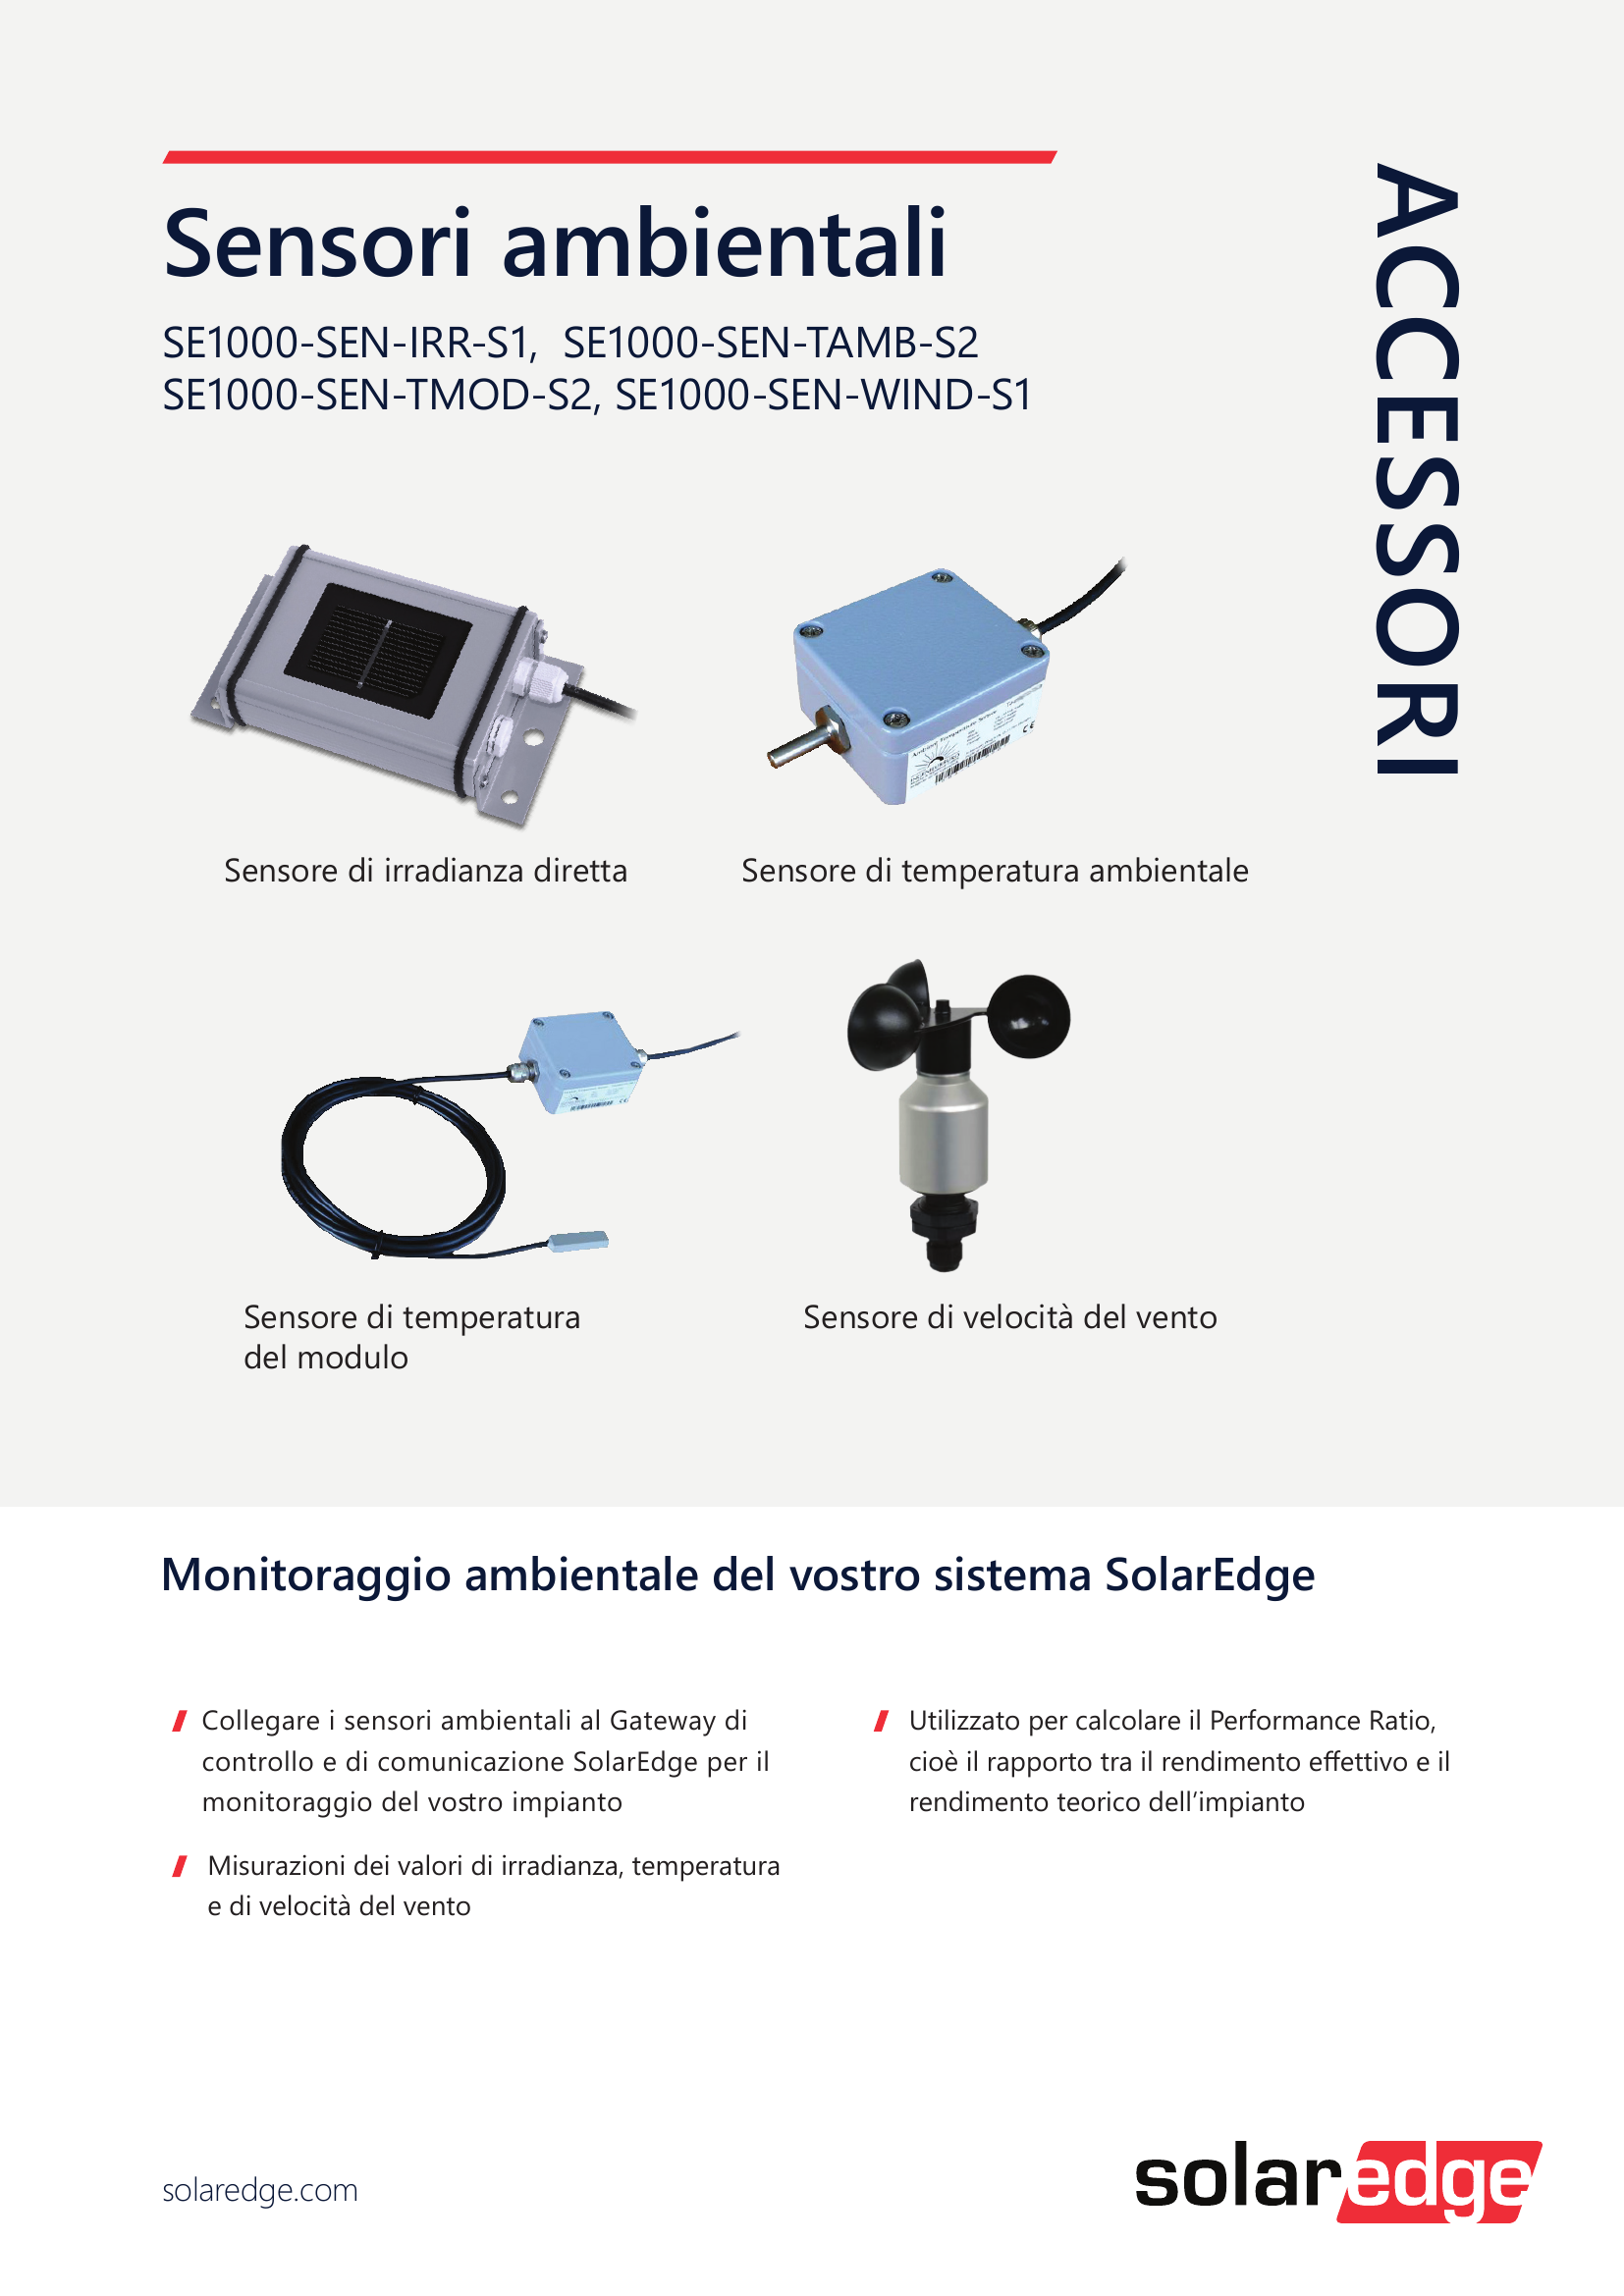 Sensori ambientali
SE1000-SEN-IRR-S1, SE1000-SEN-TAMB-S2
SE1000-SEN-TMOD-S2, SE1000-SEN-WIND-S1
ACCESSORI
Sensore di irradianza diretta
Sensore di temperatura ambientale
Sensore di temperatura
del modulo
Sensore di velocità del vento
Monitoraggio ambientale del vostro sistema SolarEdge
Collegare i sensori ambientali al Gateway di
controllo e di comunicazione SolarEdge per il
monitoraggio del vostro impianto
Misurazioni dei valori di irradianza, temperatura
e di velocità del vento
Utilizzato per calcolare il Performance Ratio,
cioè il rapporto tra il rendimento effettivo e il
rendimento teorico dell’impianto
solaredge.com
solaredge